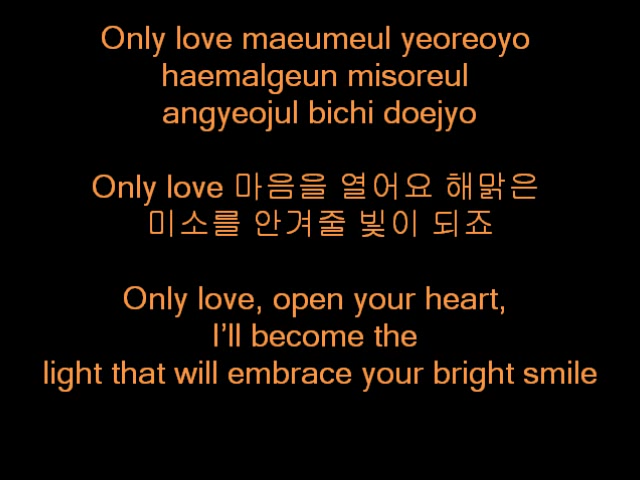 Only love maeumeul yeoreoyo
haemalgeun misoreul
angyeojul bichi doejyo
Only love 마음을 열어요 해맑은
미소를 안겨줄 빛이 되죠
Only love, open your heart,
I'll become the
light that will embrace your bright smile